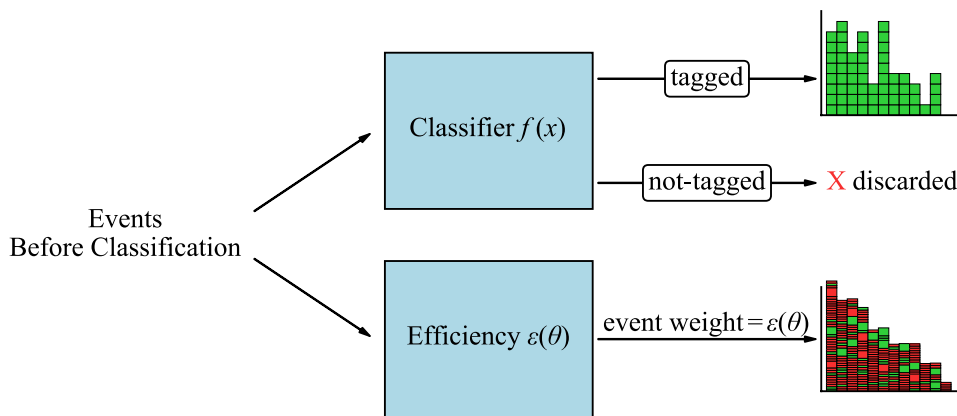 Events
Before Classification
Classifier f(x)
tagged
not-tagged
X discarded
Efficiency ε(θ)
event weight = ε(θ)